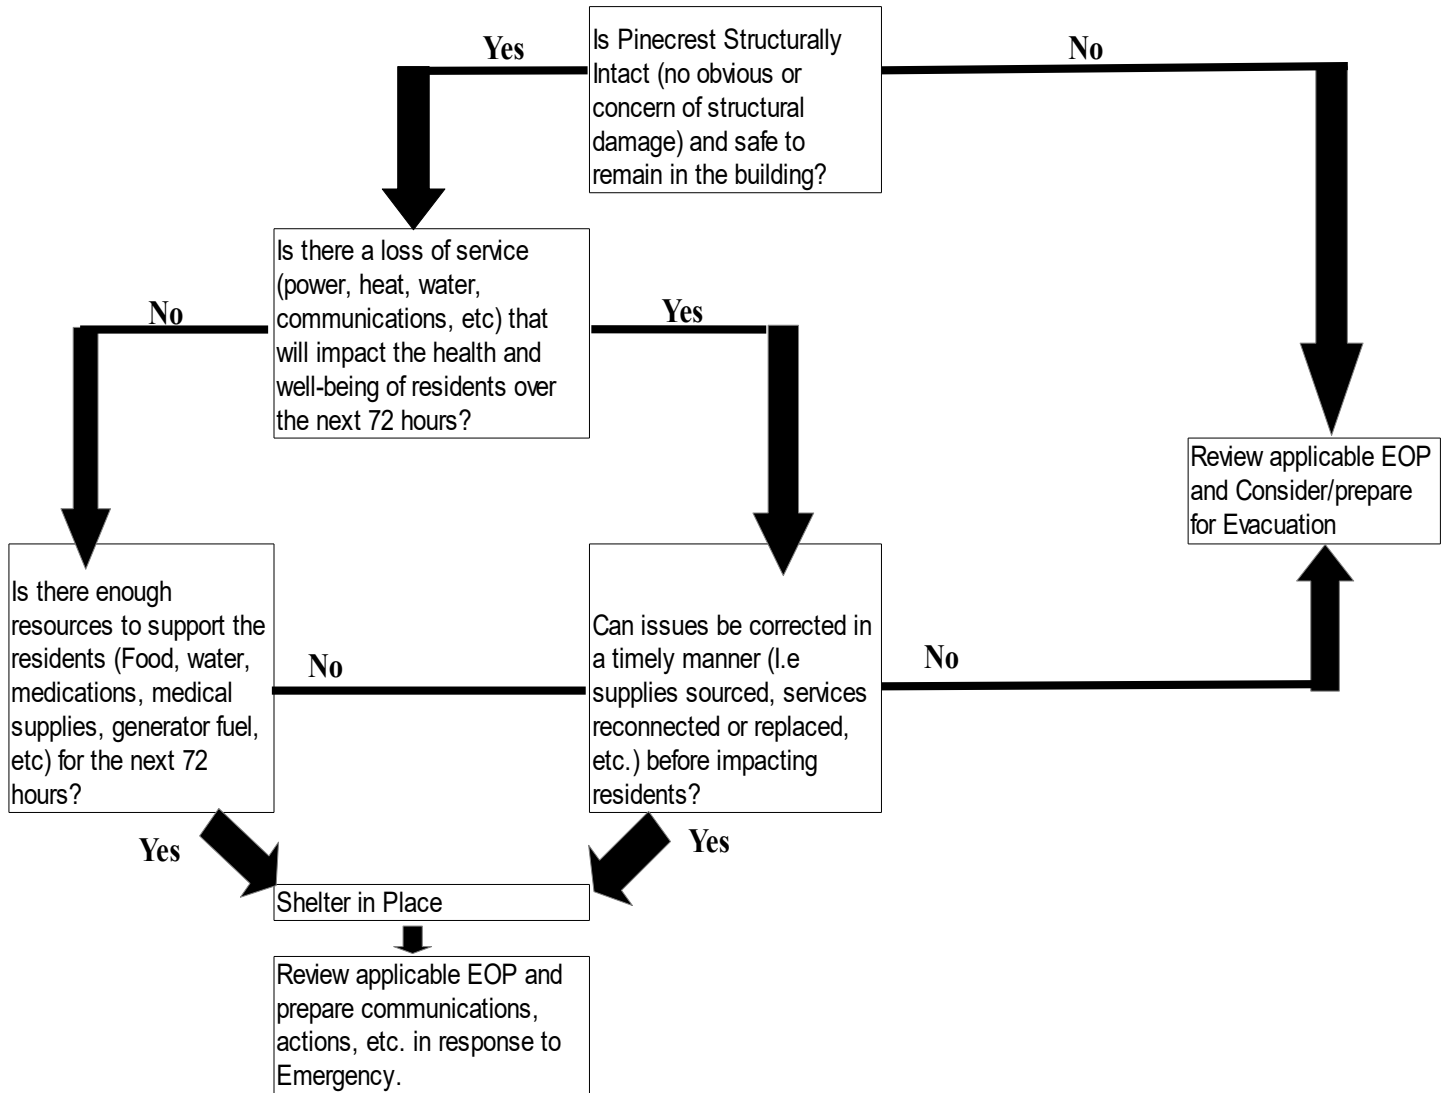 Is Pinecrest Structurally
Intact (no obvious or
concern of structural
damage) and safe to
remain in the building?
Yes
No
Is there a loss of service
(power, heat, water,
communications, etc) that
will impact the health and
well-being of residents over
the next 72 hours?
No
Yes
Review applicable EOP
and Consider/prepare
for Evacuation
Is there enough
resources to support the
residents (Food, water,
medications, medical
supplies, generator fuel,
etc) for the next 72
hours?
No
Can issues be corrected in
a timely manner (I.e
supplies sourced, services
reconnected or replaced,
etc.) before impacting
residents?
No
Yes
Yes
Shelter in Place
Review applicable EOP and
prepare communications,
actions, etc. in response to
Emergency.